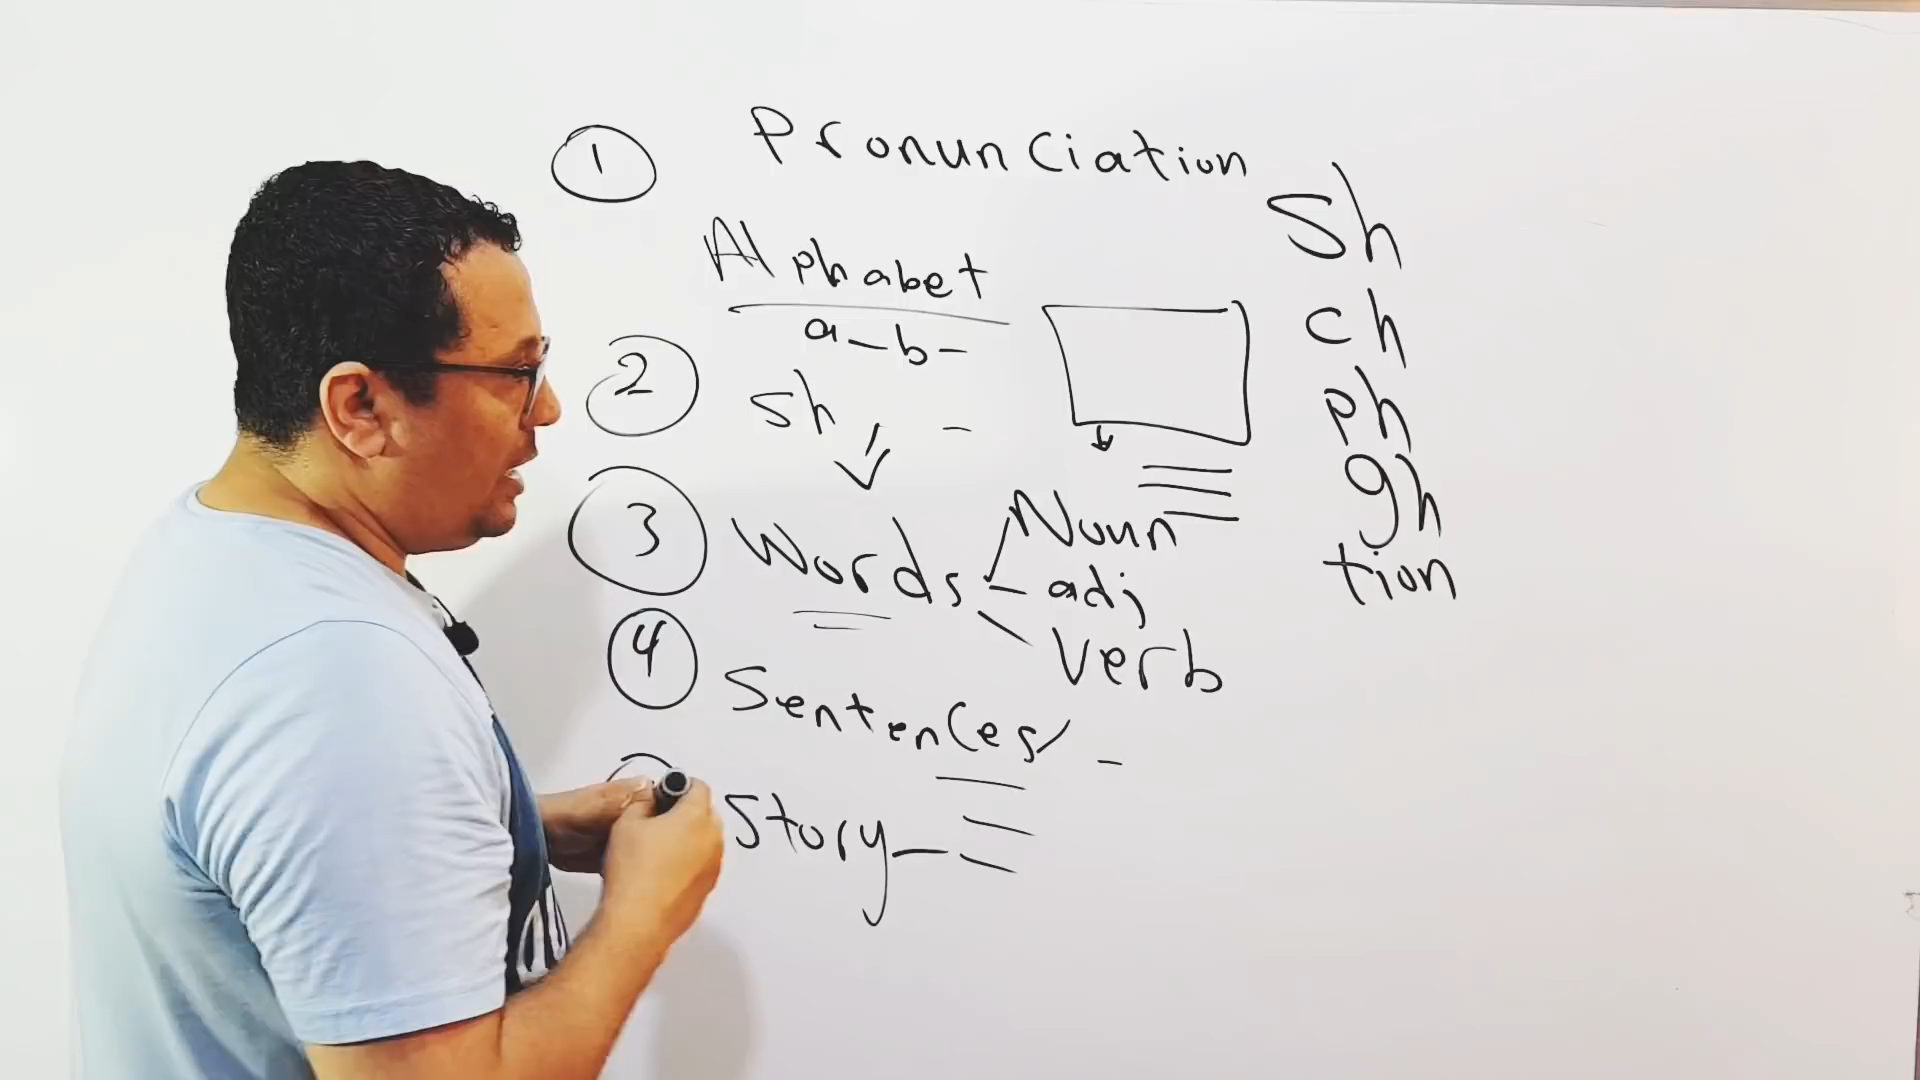 1 Pronunciation
Alphabet
a - b -
2 sh -
3 Words - Noun
- adj
Verb
4 Sentences -
Story -
Sh
ch
ph
gh
tion